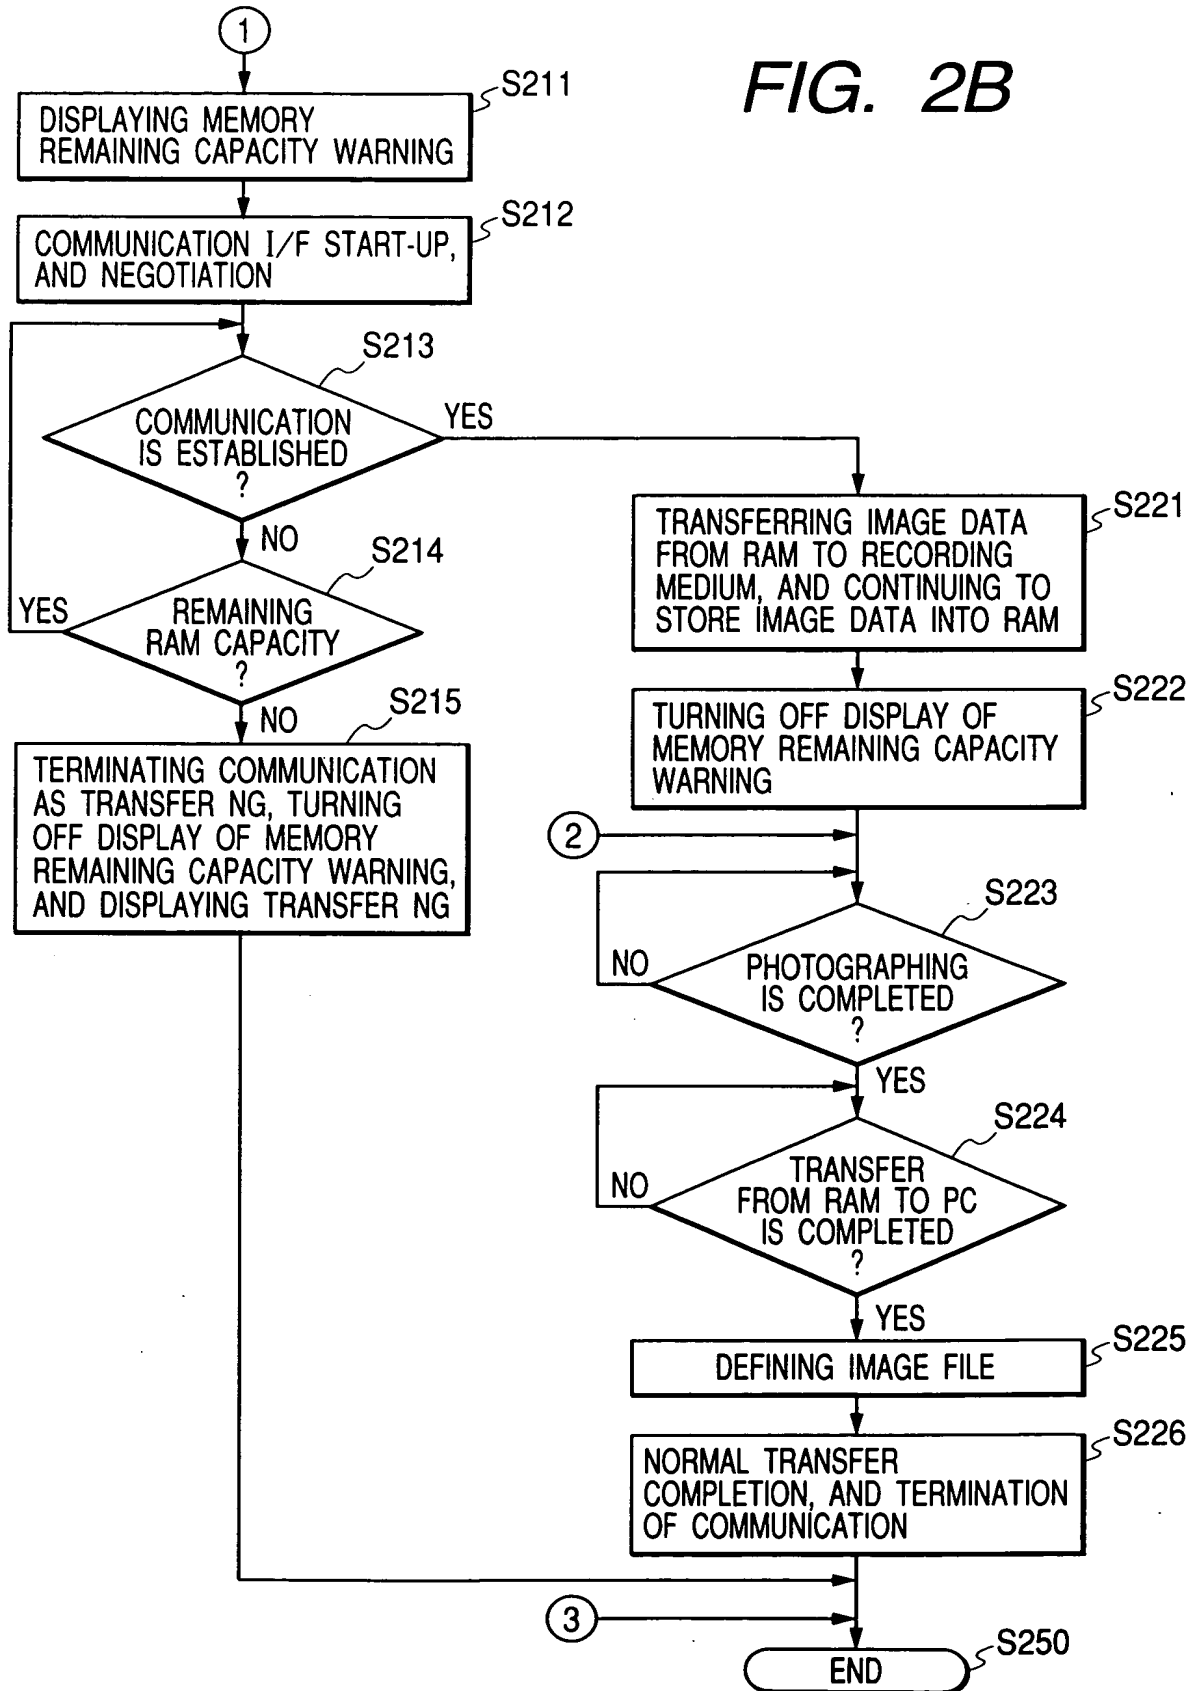 1
FIG. 2B
S211
DISPLAYING MEMORY
REMAINING CAPACITY WARNING
S212
COMMUNICATION I/F START-UP,
AND NEGOTIATION
S213
COMMUNICATION
IS ESTABLISHED
?
YES
NO
S214
YES
REMAINING
RAM CAPACITY
?
NO
S215
TERMINATING COMMUNICATION
AS TRANSFER NG, TURNING
OFF DISPLAY OF MEMORY
REMAINING CAPACITY WARNING,
AND DISPLAYING TRANSFER NG
S221
TRANSFERRING IMAGE DATA
FROM RAM TO RECORDING
MEDIUM, AND CONTINUING TO
STORE IMAGE DATA INTO RAM
S222
TURNING OFF DISPLAY OF
MEMORY REMAINING CAPACITY
WARNING
2
S223
NO
PHOTOGRAPHING
IS COMPLETED
?
YES
S224
NO
TRANSFER
FROM RAM TO PC
IS COMPLETED
?
YES
S225
DEFINING IMAGE FILE
S226
NORMAL TRANSFER
COMPLETION, AND TERMINATION
OF COMMUNICATION
3
S250
END